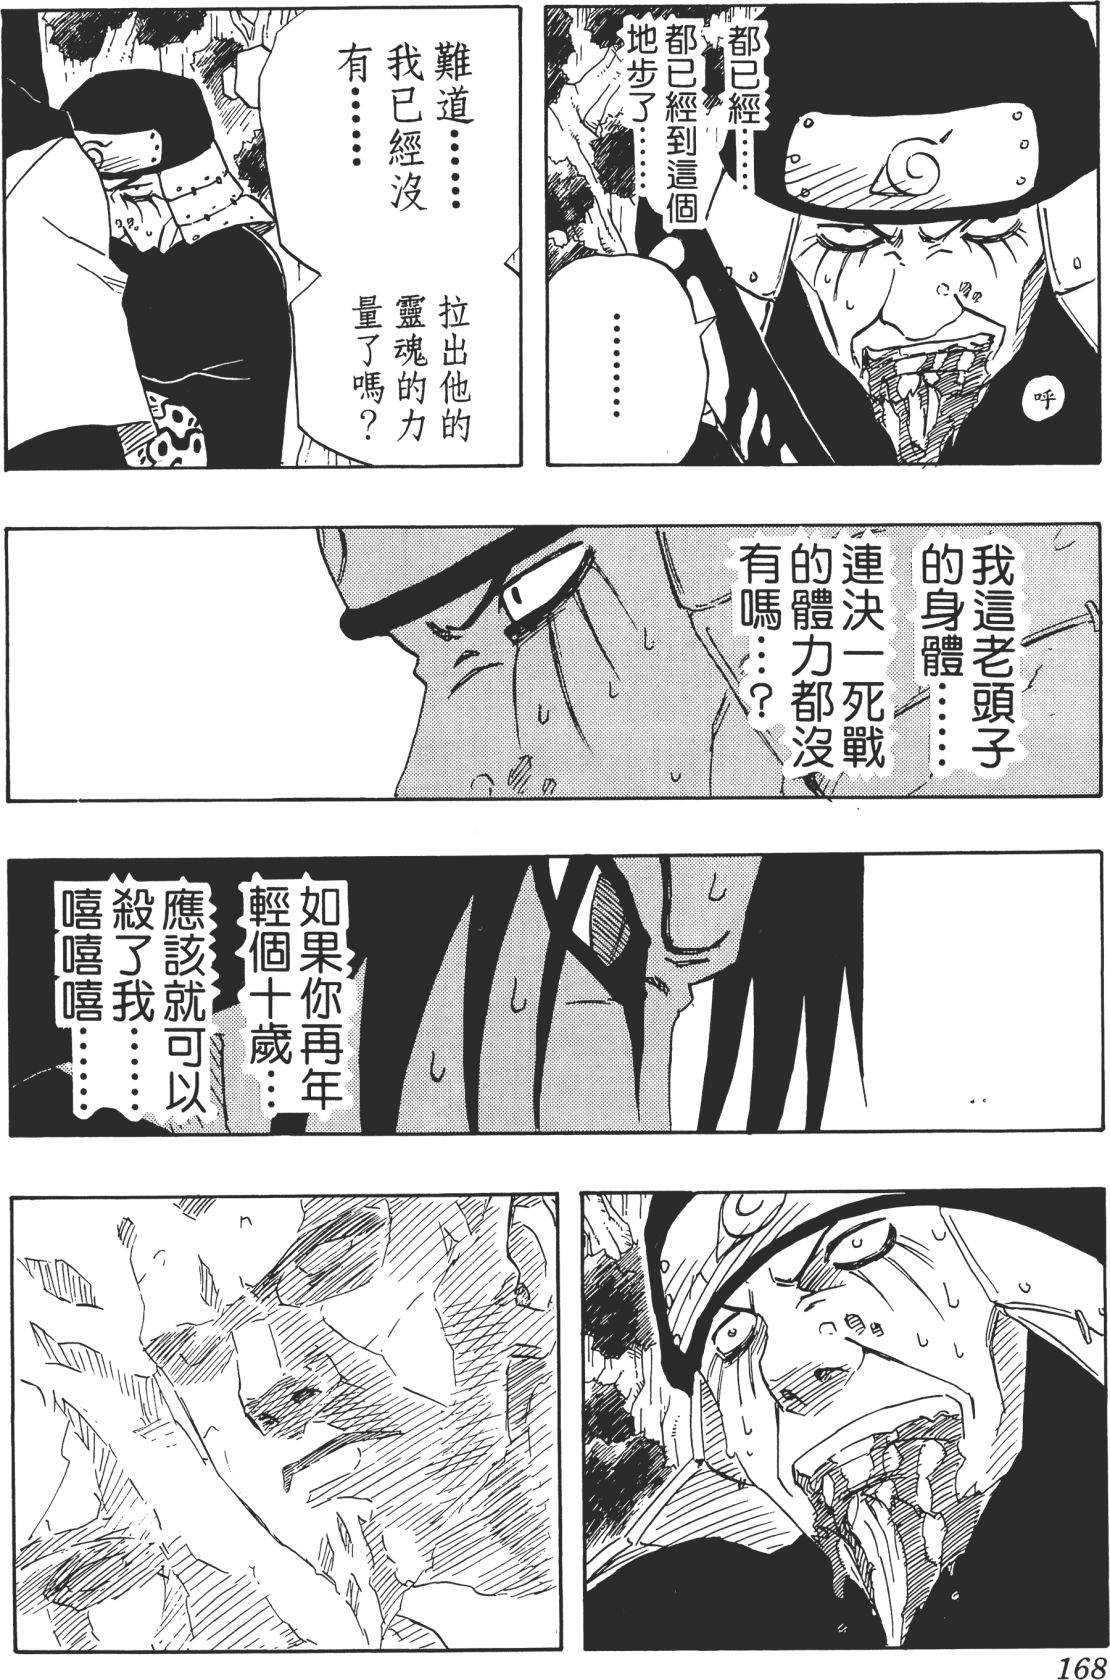 都已經……
都已經到這個
地步了……
呼
………
難道……
我已經沒
有……
拉出他的
靈魂的力
量了嗎？
我這老頭子
的身體……
連決一死戰
的體力都沒
有嗎…？
如果你再年
輕個十歲…
應該就可以
殺了我……
嘻嘻嘻……
168